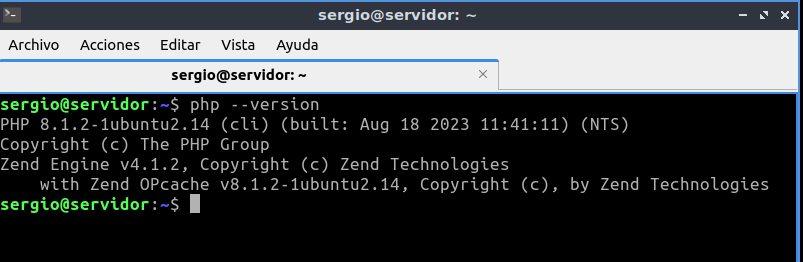 sergio@servidor: ~
Archivo Acciones Editar Vista Ayuda
sergio@servidor: ~
sergio@servidor:~$ php --version
PHP 8.1.2-1ubuntu2.14 (cli) (built: Aug 18 2023 11:41:11) (NTS)
Copyright (c) The PHP Group
Zend Engine v4.1.2, Copyright (c) Zend Technologies
    with Zend OPcache v8.1.2-1ubuntu2.14, Copyright (c), by Zend Technologies
sergio@servidor:~$